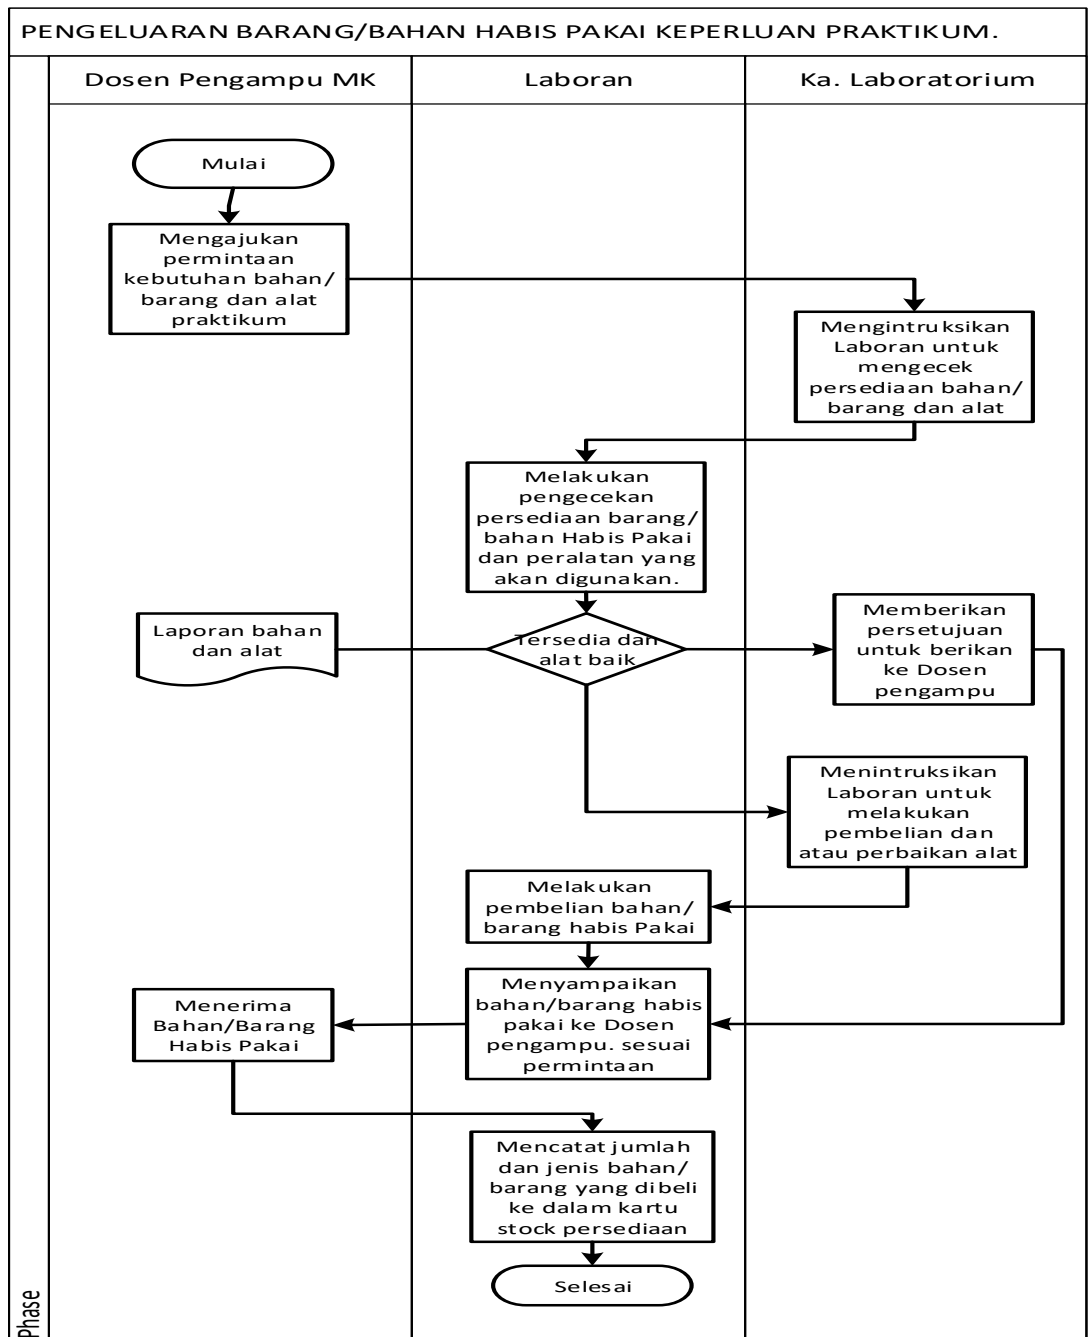 PENGELUARAN BARANG/BAHAN HABIS PAKAI KEPERLUAN PRAKTIKUM.
Dosen Pengampu MK
Laboran
Ka. Laboratorium
Mulai
Mengajukan
permintaan
kebutuhan bahan/
barang dan alat
praktikum
Mengintruksikan
Laboran untuk
mengecek
persediaan bahan/
barang dan alat
Melakukan
pengecekan
persediaan barang/
bahan Habis Pakai
dan peralatan yang
akan digunakan.
Laporan bahan
dan alat
Tersedia dan
alat baik
Memberikan
persetujuan
untuk berikan
ke Dosen
pengampu
Menintruksikan
Laboran untuk
melakukan
pembelian dan
atau perbaikan alat
Melakukan
pembelian bahan/
barang habis Pakai
Menyampaikan
bahan/barang habis
pakai ke Dosen
pengampu. sesuai
permintaan
Menerima
Bahan/Barang
Habis Pakai
Mencatat jumlah
dan jenis bahan/
barang yang dibeli
ke dalam kartu
stock persediaan
Selesai
Phase